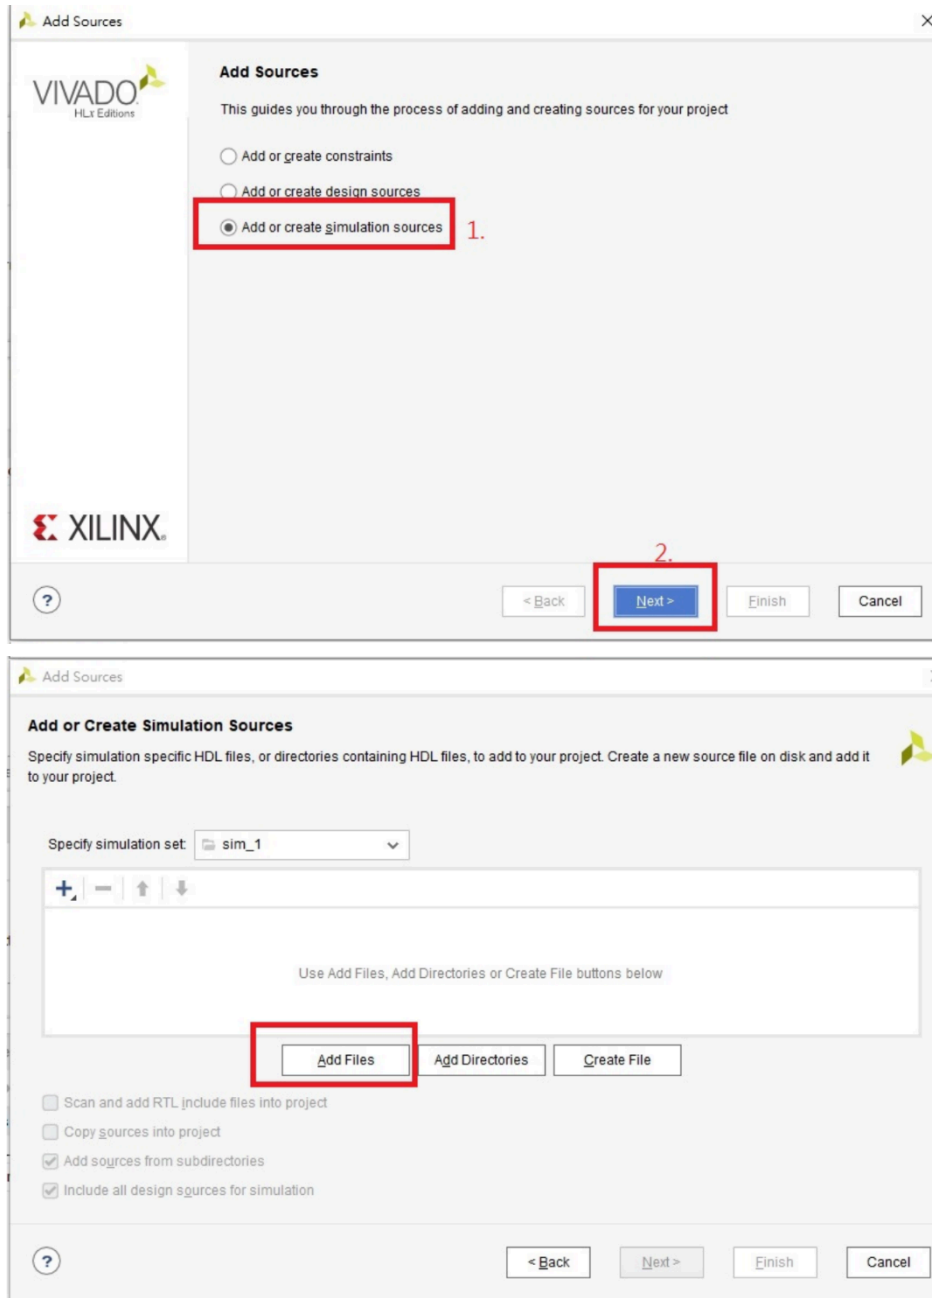 Add Sources
VIVADO
HLx Editions
Add Sources
This guides you through the process of adding and creating sources for your project
Add or create constraints
Add or create design sources
Add or create simulation sources
1.
XILINX
2.
?
< Back
Next >
Finish
Cancel
Add Sources
Add or Create Simulation Sources
Specify simulation specific HDL files, or directories containing HDL files, to add to your project. Create a new source file on disk and add it
to your project.
Specify simulation set:
sim_1
Use Add Files, Add Directories or Create File buttons below
Add Files
Add Directories
Create File
Scan and add RTL include files into project
Copy sources into project
Add sources from subdirectories
Include all design sources for simulation
?
< Back
Next >
Finish
Cancel